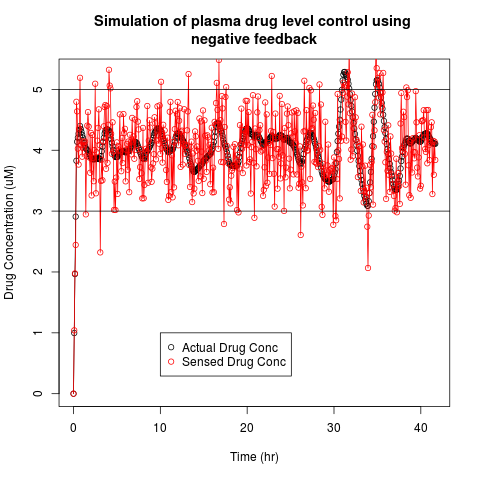 Simulation of plasma drug level control using
negative feedback
Drug Concentration (uM)
5
4
3
2
1
0
Actual Drug Conc
Sensed Drug Conc
0 10 20 30 40
Time (hr)